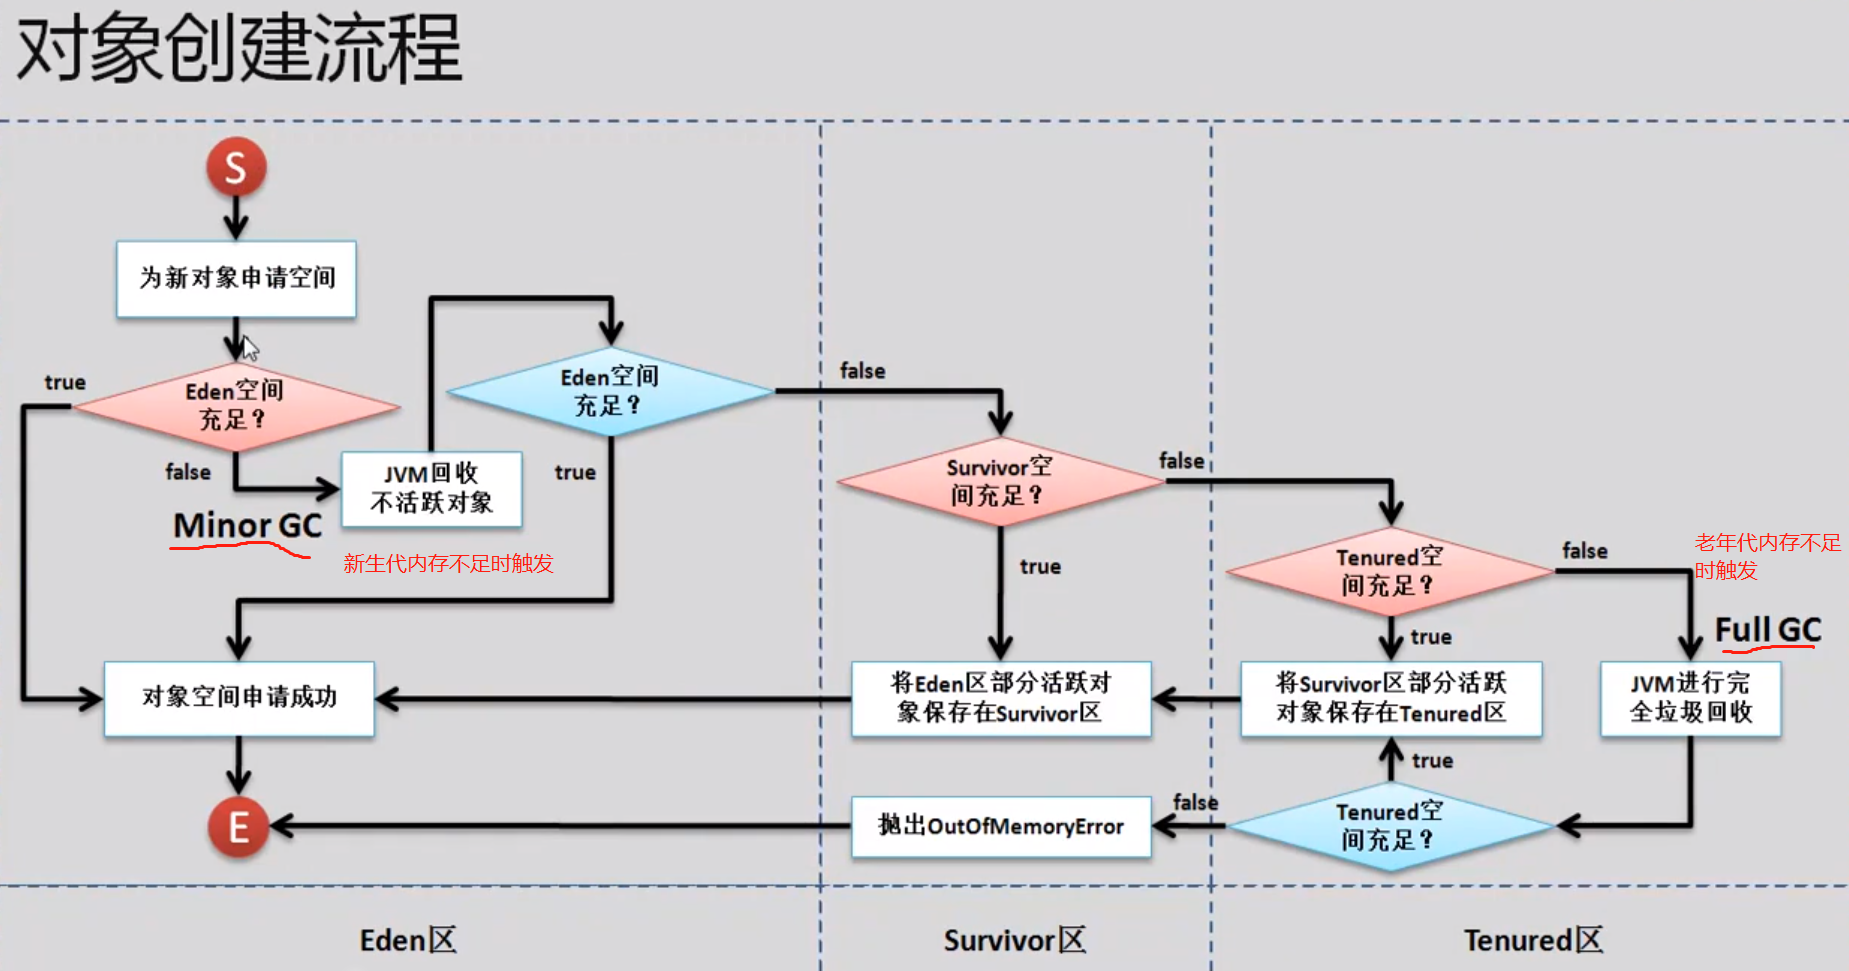 对象创建流程
S
为新对象申请空间
true
Eden空间
充足？
false
Minor GC
JVM回收
不活跃对象
新生代内存不足时触发
Eden空间
充足？
true
false
对象空间申请成功
E
Survivor空
间充足？
false
true
将Eden区部分活跃对
象保存在Survivor区
抛出OutOfMemoryError
Tenured空
间充足？
false
true
老年代内存不足
时触发
Full GC
将Survivor区部分活跃
对象保存在Tenured区
JVM进行完
全垃圾回收
true
Tenured空
间充足？
false
Eden区
Survivor区
Tenured区